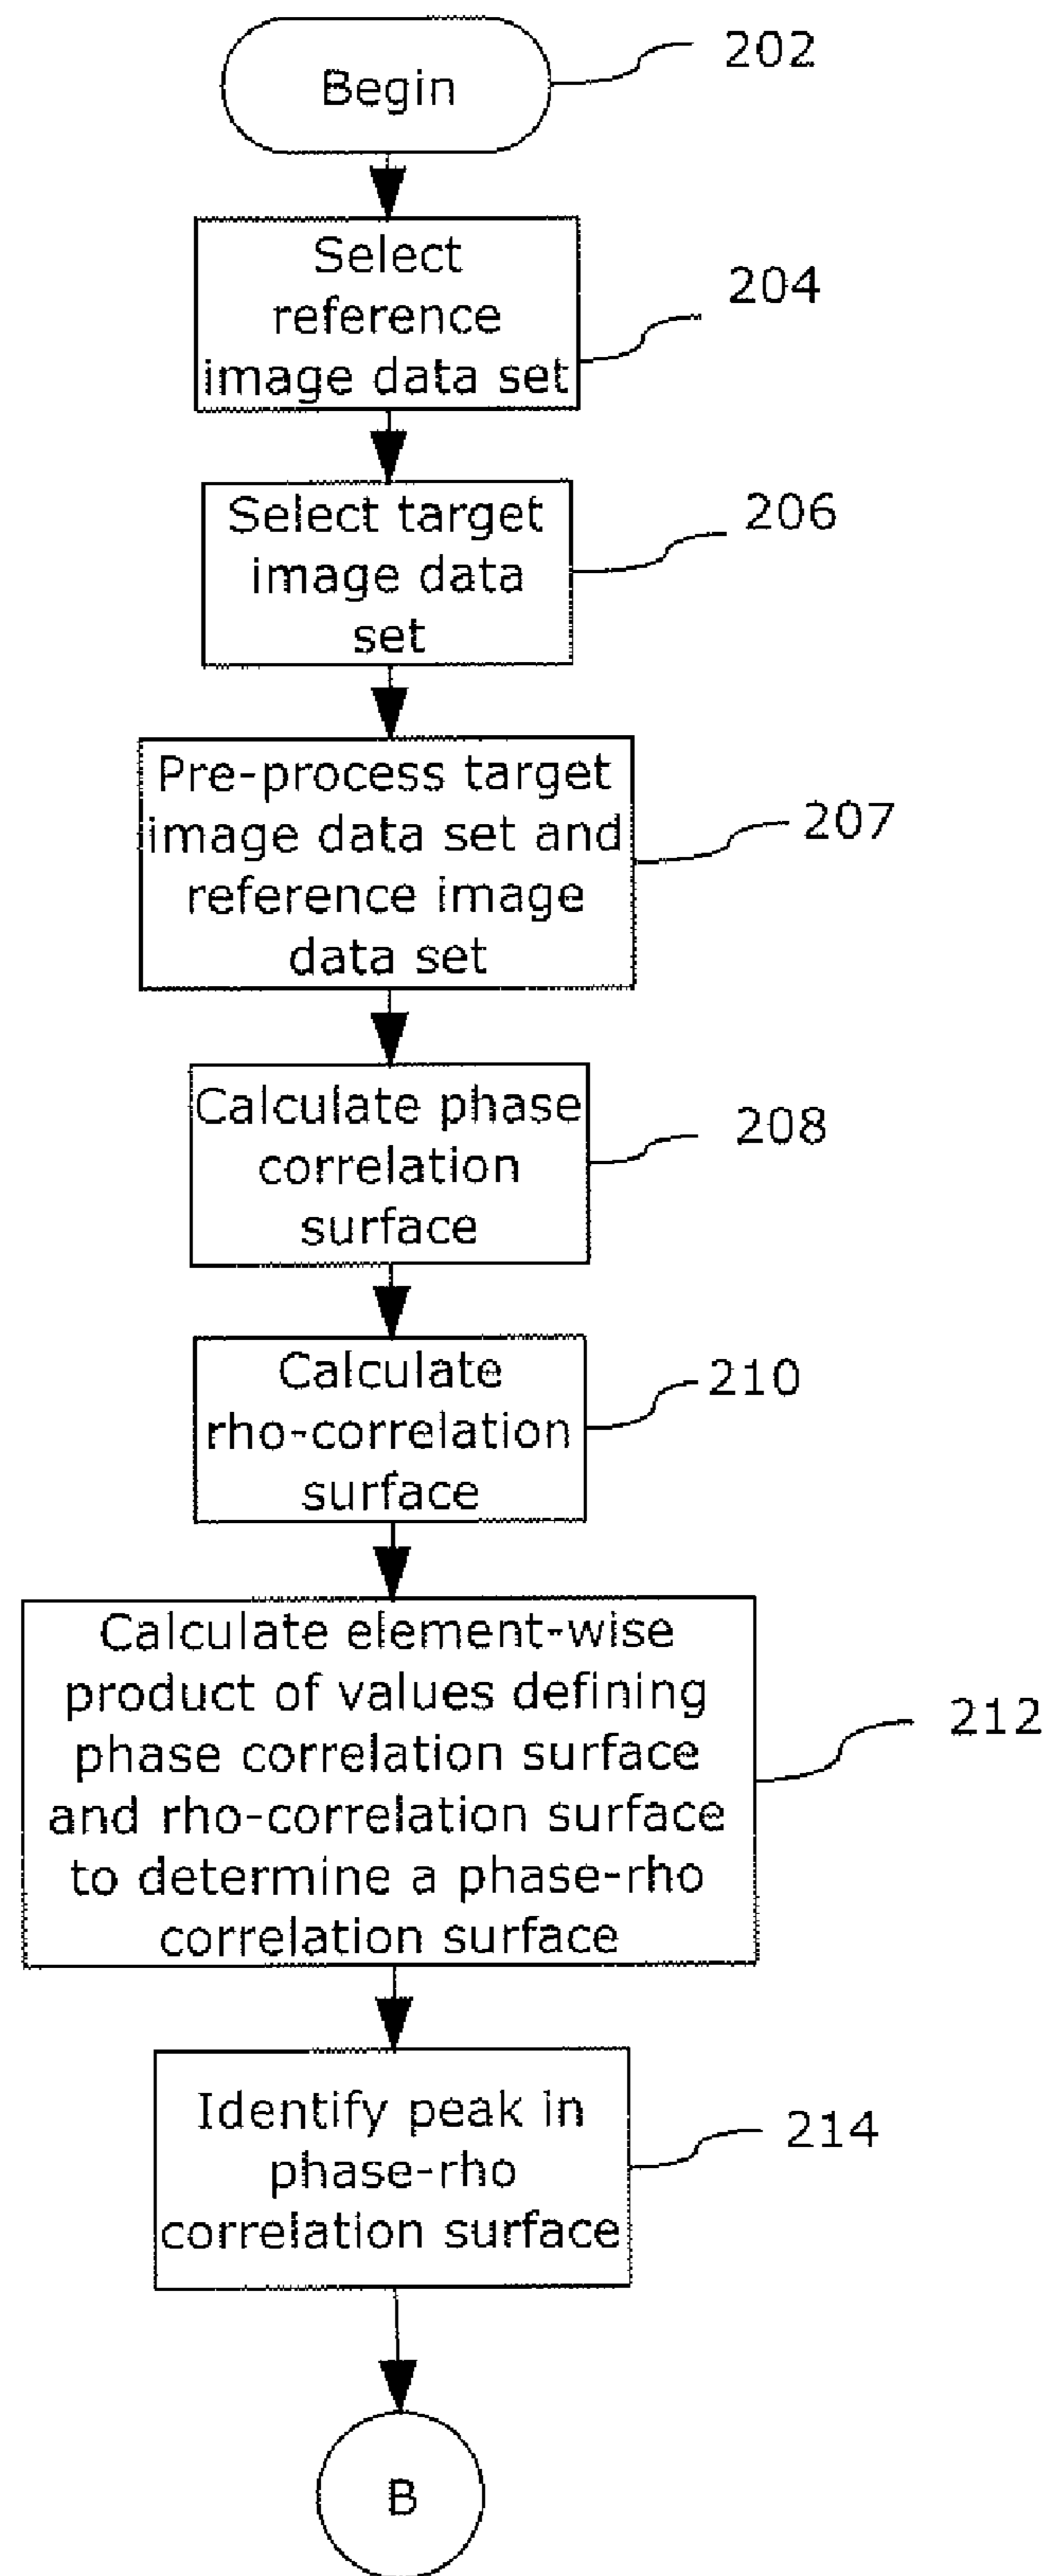 Begin
202
Select
reference
image data set
204
Select target
image data
set
206
Pre-process target
image data set and
reference image
data set
207
Calculate phase
correlation
surface
208
Calculate
rho-correlation
surface
210
Calculate element-wise
product of values defining
phase correlation surface
and rho-correlation surface
to determine a phase-rho
correlation surface
212
Identify peak in
phase-rho
correlation surface
214
B